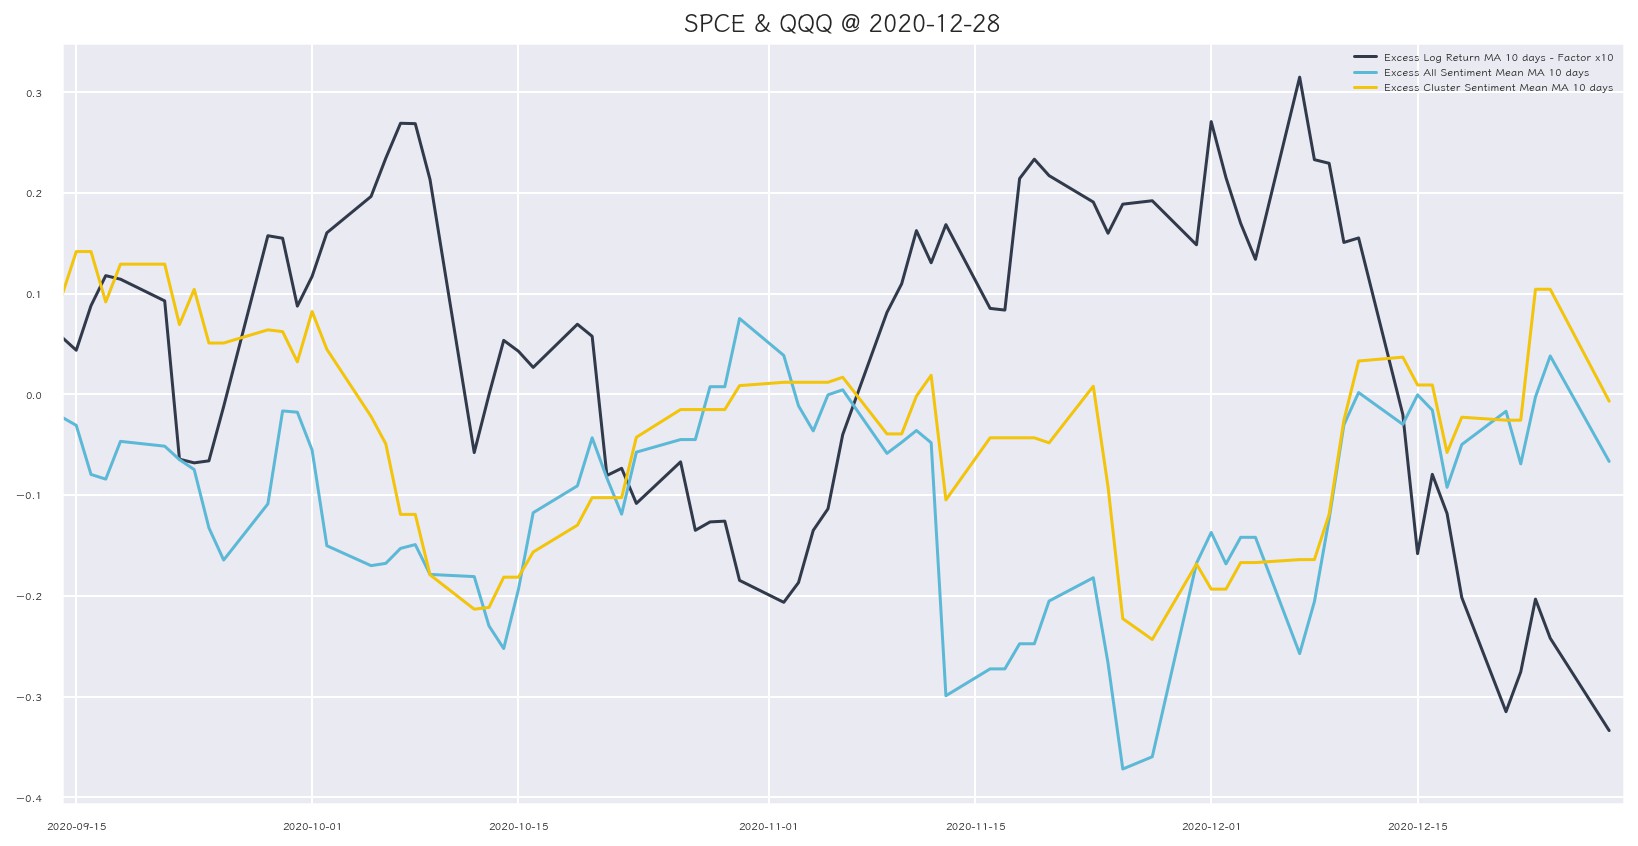 SPCE & QQQ @ 2020-12-28
Excess Log Return MA 10 days - Factor x10
Excess All Sentiment Mean MA 10 days
Excess Cluster Sentiment Mean MA 10 days
0.3
0.2
0.1
0.0
−0.1
−0.2
−0.3
−0.4
2020-09-15 2020-10-01 2020-10-15 2020-11-01 2020-11-15 2020-12-01 2020-12-15